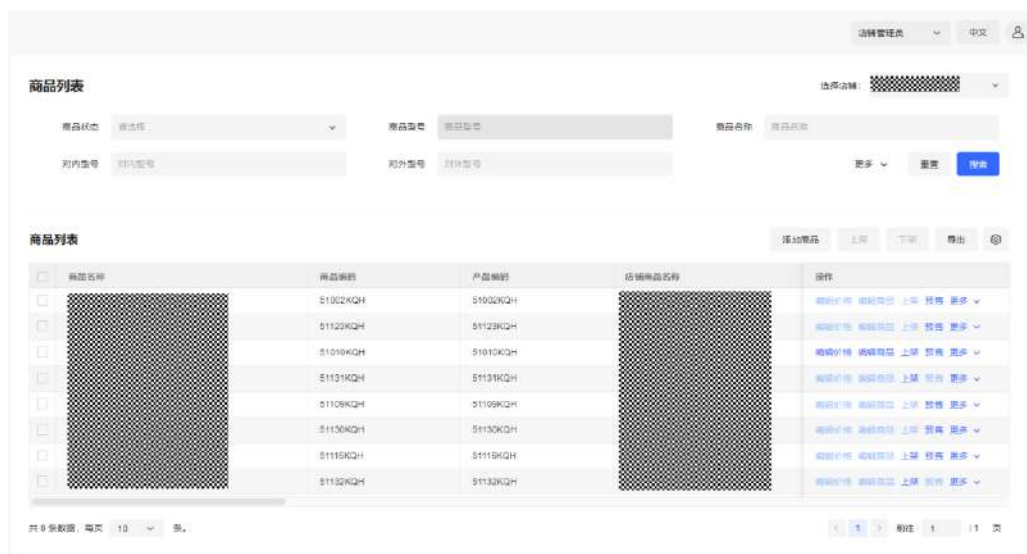 店铺管理员 中文
商品列表 选择店铺:
商品状态 请选择 商品型号 商品型号 商品名称 商品名称
对内型号 对内型号 对外型号 对外型号 更多 重置 搜索
商品列表 添加商品 上架 下架 导出
商品名称 商品编码 产品编码 店铺商品名称 操作
51002KQH 51002KQH 编辑价格 编辑商品 上架 预售 更多
51123KQH 51123KQH 编辑价格 编辑商品 上架 预售 更多
51010KQH 51010KQH 编辑价格 编辑商品 上架 预售 更多
51131KQH 51131KQH 编辑价格 编辑商品 上架 预售 更多
51109KQH 51109KQH 编辑价格 编辑商品 上架 预售 更多
51130KQH 51130KQH 编辑价格 编辑商品 上架 预售 更多
51115KQH 51115KQH 编辑价格 编辑商品 上架 预售 更多
51132KQH 51132KQH 编辑价格 编辑商品 上架 预售 更多
共 9 条数据, 每页 10 条。 1 前往 1 / 1 页